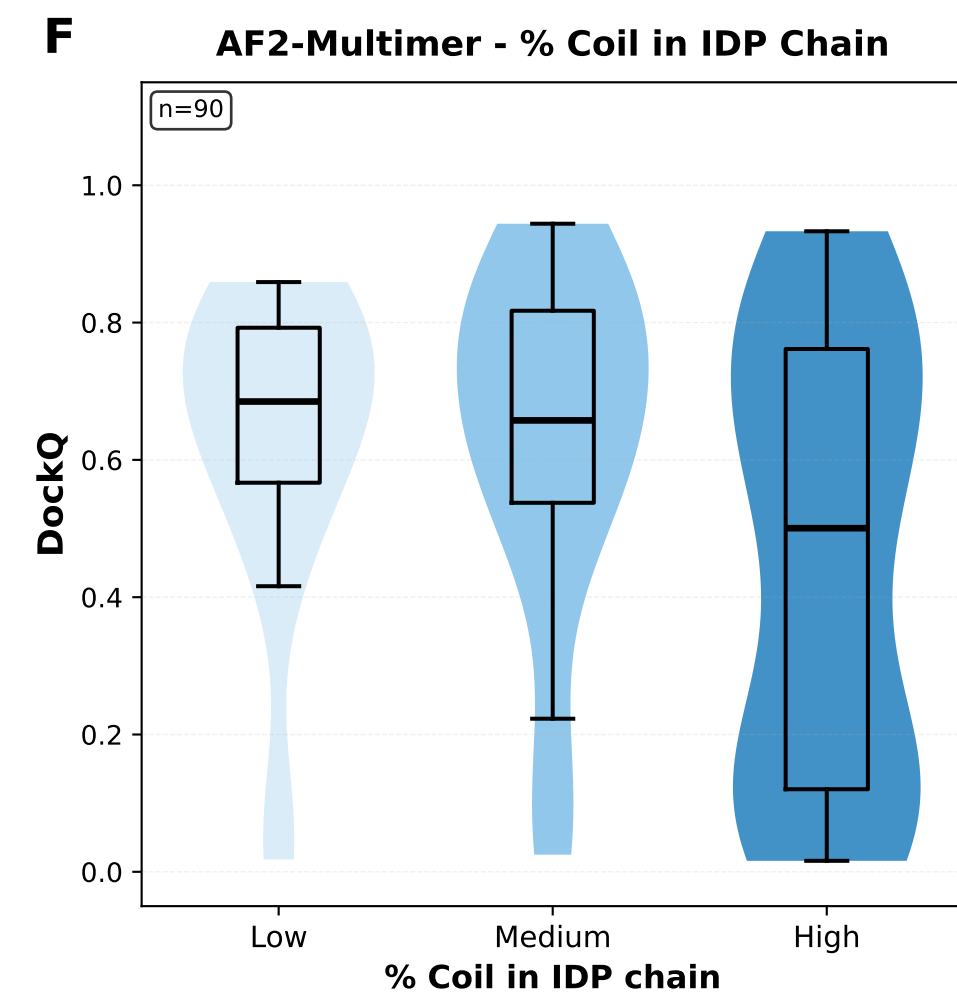 F
AF2-Multimer - % Coil in IDP Chain
n=90
1.0
0.8
0.6
0.4
0.2
0.0
DockQ
Low Medium High
% Coil in IDP chain